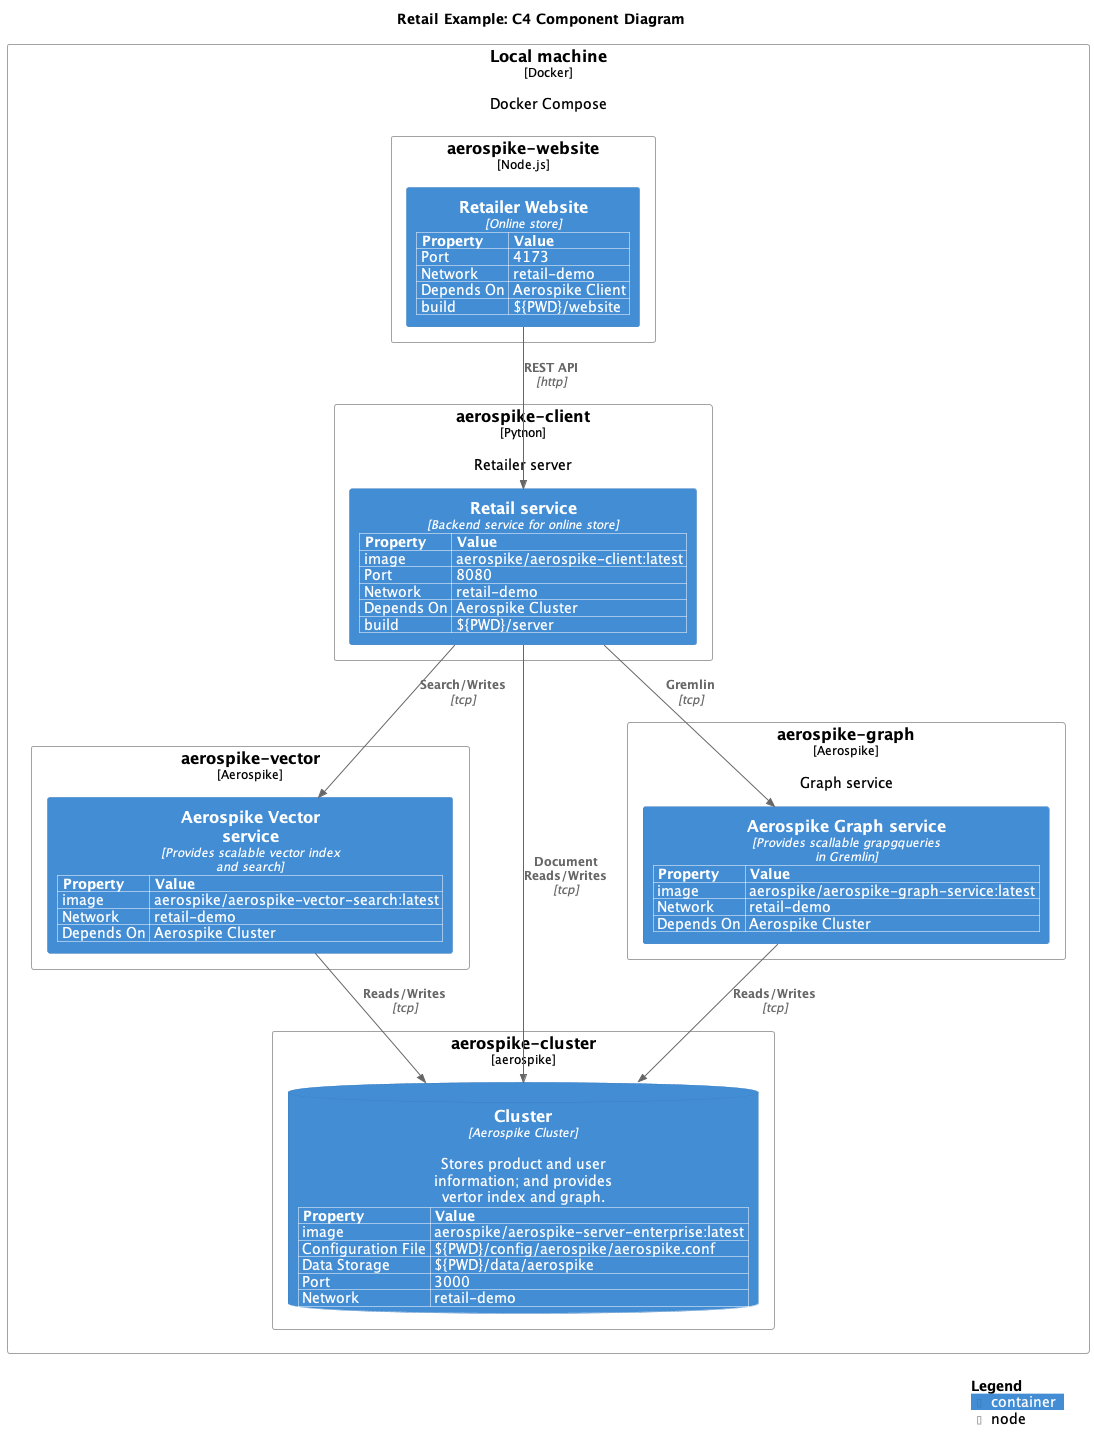 Retail Example: C4 Component Diagram
Local machine
[Docker]
Docker Compose
aerospike-website
[Node.js]
Retailer Website
[Online store]
Property Value
Port 4173
Network retail-demo
Depends On Aerospike Client
build ${PWD}/website
REST API
[http]
aerospike-client
[Pytnon]
Retailer server
Retail service
[Backend service for online store]
Property Value
image aerospike/aerospike-client:latest
Port 8080
Network retail-demo
Depends On Aerospike Cluster
build ${PWD}/server
Search/Writes
[tcp]
Gremlin
[tcp]
aerospike-vector
[Aerospike]
Aerospike Vector
service
[Provides scalable vector index
and search]
Property Value
image aerospike/aerospike-vector-search:latest
Network retail-demo
Depends On Aerospike Cluster
Document
Reads/Writes
[tcp]
aerospike-graph
[Aerospike]
Graph service
Aerospike Graph service
[Provides scallable grapgqueries
in Gremlin]
Property Value
image aerospike/aerospike-graph-service:latest
Network retail-demo
Depends On Aerospike Cluster
Reads/Writes
[tcp]
Reads/Writes
[tcp]
aerospike-cluster
[aerospike]
Cluster
[Aerospike Cluster]
Stores product and user
information; and provides
vertor index and graph.
Property Value
image aerospike/aerospike-server-enterprise:latest
Configuration File ${PWD}/config/aerospike/aerospike.conf
Data Storage ${PWD}/data/aerospike
Port 3000
Network retail-demo
Legend
container
node